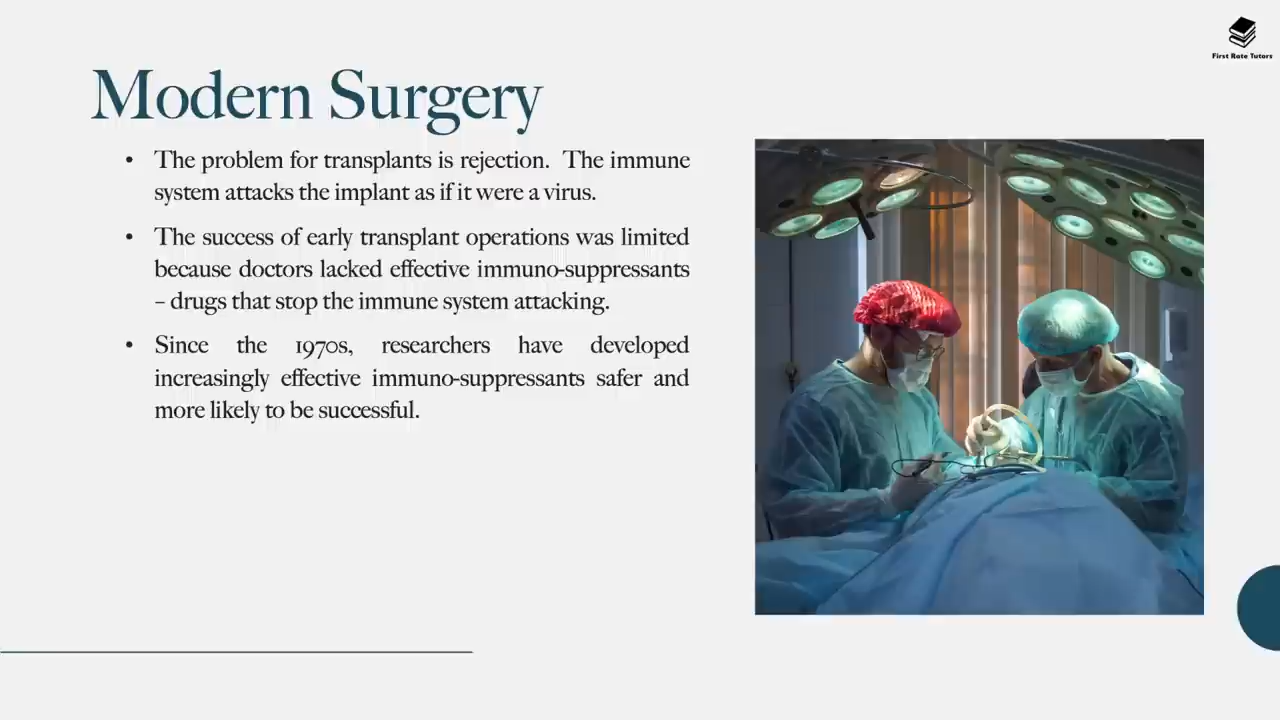 First Rate Tutors
Modern Surgery
• The problem for transplants is rejection. The immune
system attacks the implant as if it were a virus.
• The success of early transplant operations was limited
because doctors lacked effective immuno-suppressants
– drugs that stop the immune system attacking.
• Since the 1970s, researchers have developed
increasingly effective immuno-suppressants safer and
more likely to be successful.